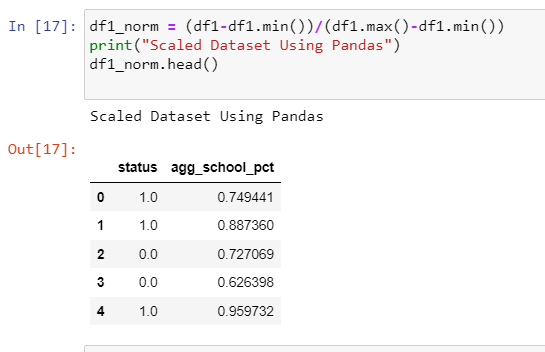 In [17]: df1_norm = (df1-df1.min())/(df1.max()-df1.min())
print("Scaled Dataset Using Pandas")
df1_norm.head()
Scaled Dataset Using Pandas
Out[17]:
status agg_school_pct
0 1.0 0.749441
1 1.0 0.887360
2 0.0 0.727069
3 0.0 0.626398
4 1.0 0.959732